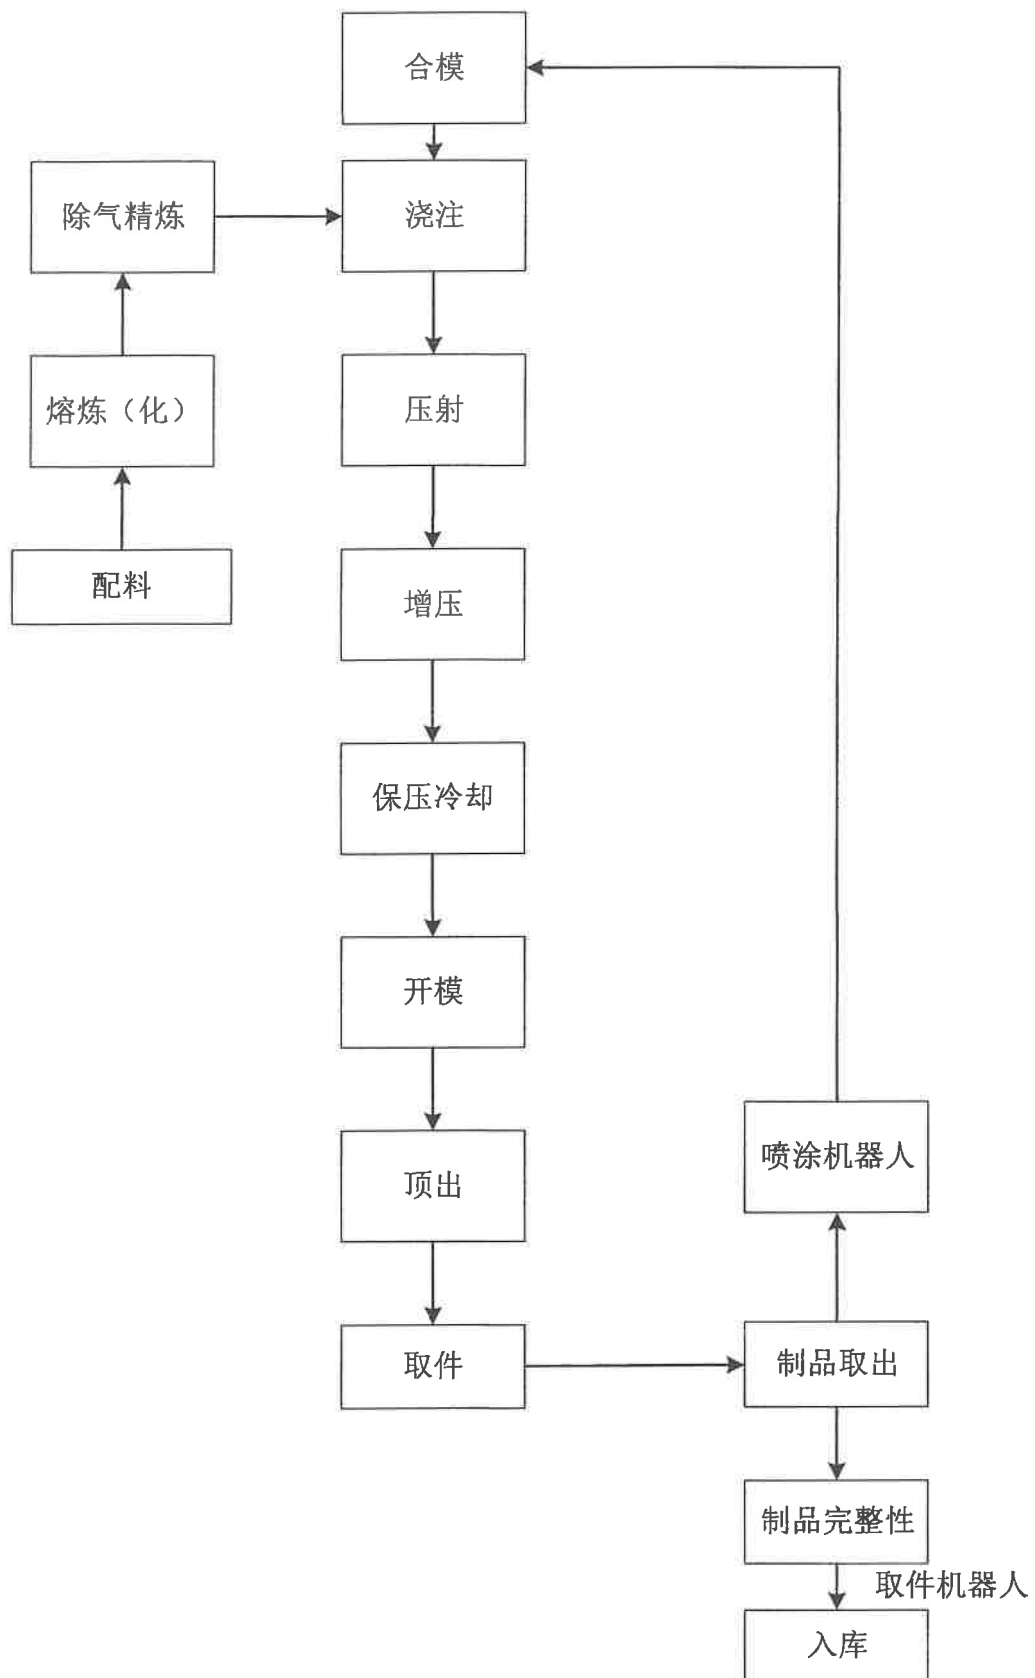 合模
除气精炼
浇注
熔炼（化）
压射
配料
增压
保压冷却
开模
喷涂机器人
顶出
取件
制品取出
制品完整性
取件机器人
入库